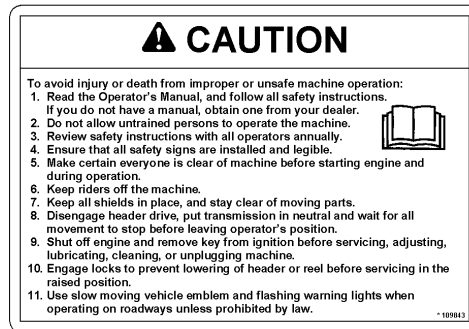 CAUTION
To avoid injury or death from improper or unsafe machine operation:
1. Read the Operator's Manual, and follow all safety instructions.
If you do not have a manual, obtain one from your dealer.
2. Do not allow untrained persons to operate the machine.
3. Review safety instructions with all operators annually.
4. Ensure that all safety signs are installed and legible.
5. Make certain everyone is clear of machine before starting engine and
during operation.
6. Keep riders off the machine.
7. Keep all shields in place, and stay clear of moving parts.
8. Disengage header drive, put transmission in neutral and wait for all
movement to stop before leaving operator's position.
9. Shut off engine and remove key from ignition before servicing, adjusting,
lubricating, cleaning, or unplugging machine.
10. Engage locks to prevent lowering of header or reel before servicing in the
raised position.
11. Use slow moving vehicle emblem and flashing warning lights when
operating on roadways unless prohibited by law.
*109843